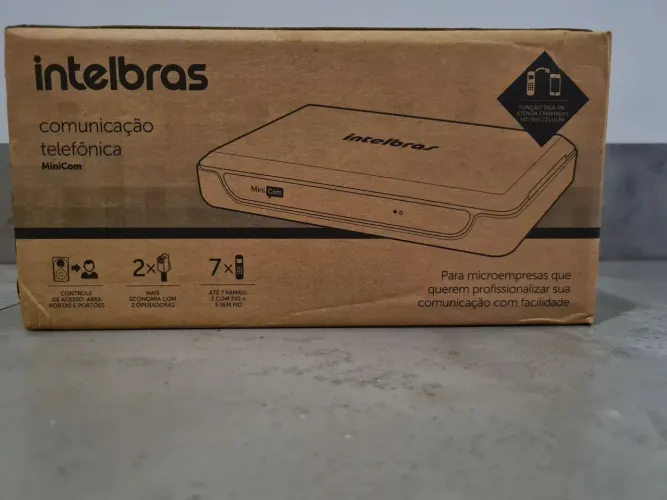 intelbras
comunicação
telefônica
MiniCom
FUNÇÃO SIGA-ME
ATENDA CHAMADAS
NO SEU CELULAR
intelbras
Mini Com
CONTROLE
DE ACESSO: ABRA
PORTAS E PORTÕES
2x
MAIS
ECONOMIA COM
2 OPERADORAS
7x
ATÉ 7 RAMAIS:
2 COM FIO +
5 SEM FIO
Para microempresas que
querem profissionalizar sua
comunicação com facilidade